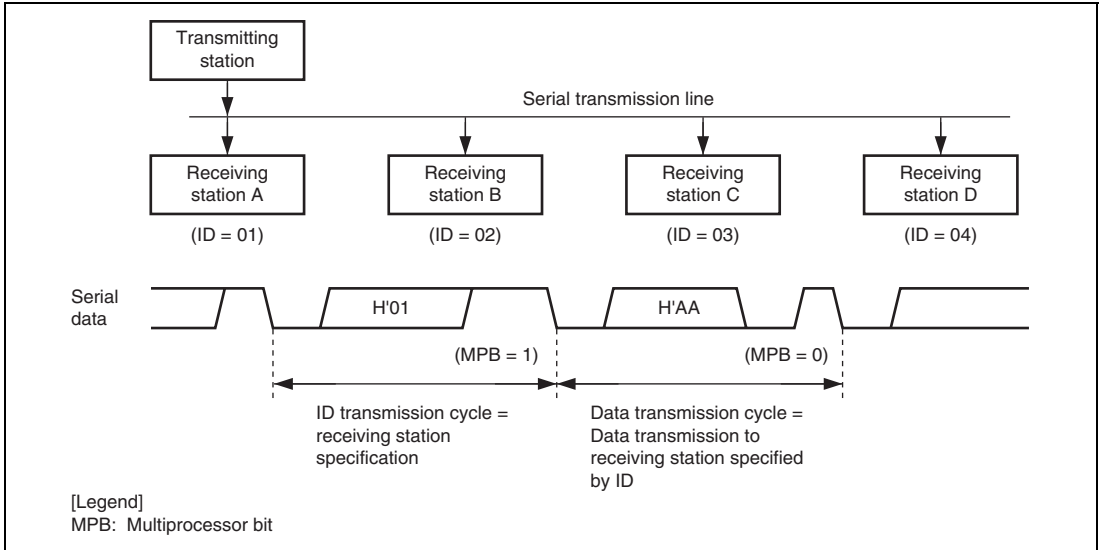 Transmitting
station
Serial transmission line
Receiving
station A
Receiving
station B
Receiving
station C
Receiving
station D
(ID = 01)
(ID = 02)
(ID = 03)
(ID = 04)
Serial
data
H'01
H'AA
(MPB = 1)
(MPB = 0)
ID transmission cycle =
receiving station
specification
Data transmission cycle =
Data transmission to
receiving station specified
by ID
[Legend]
MPB: Multiprocessor bit